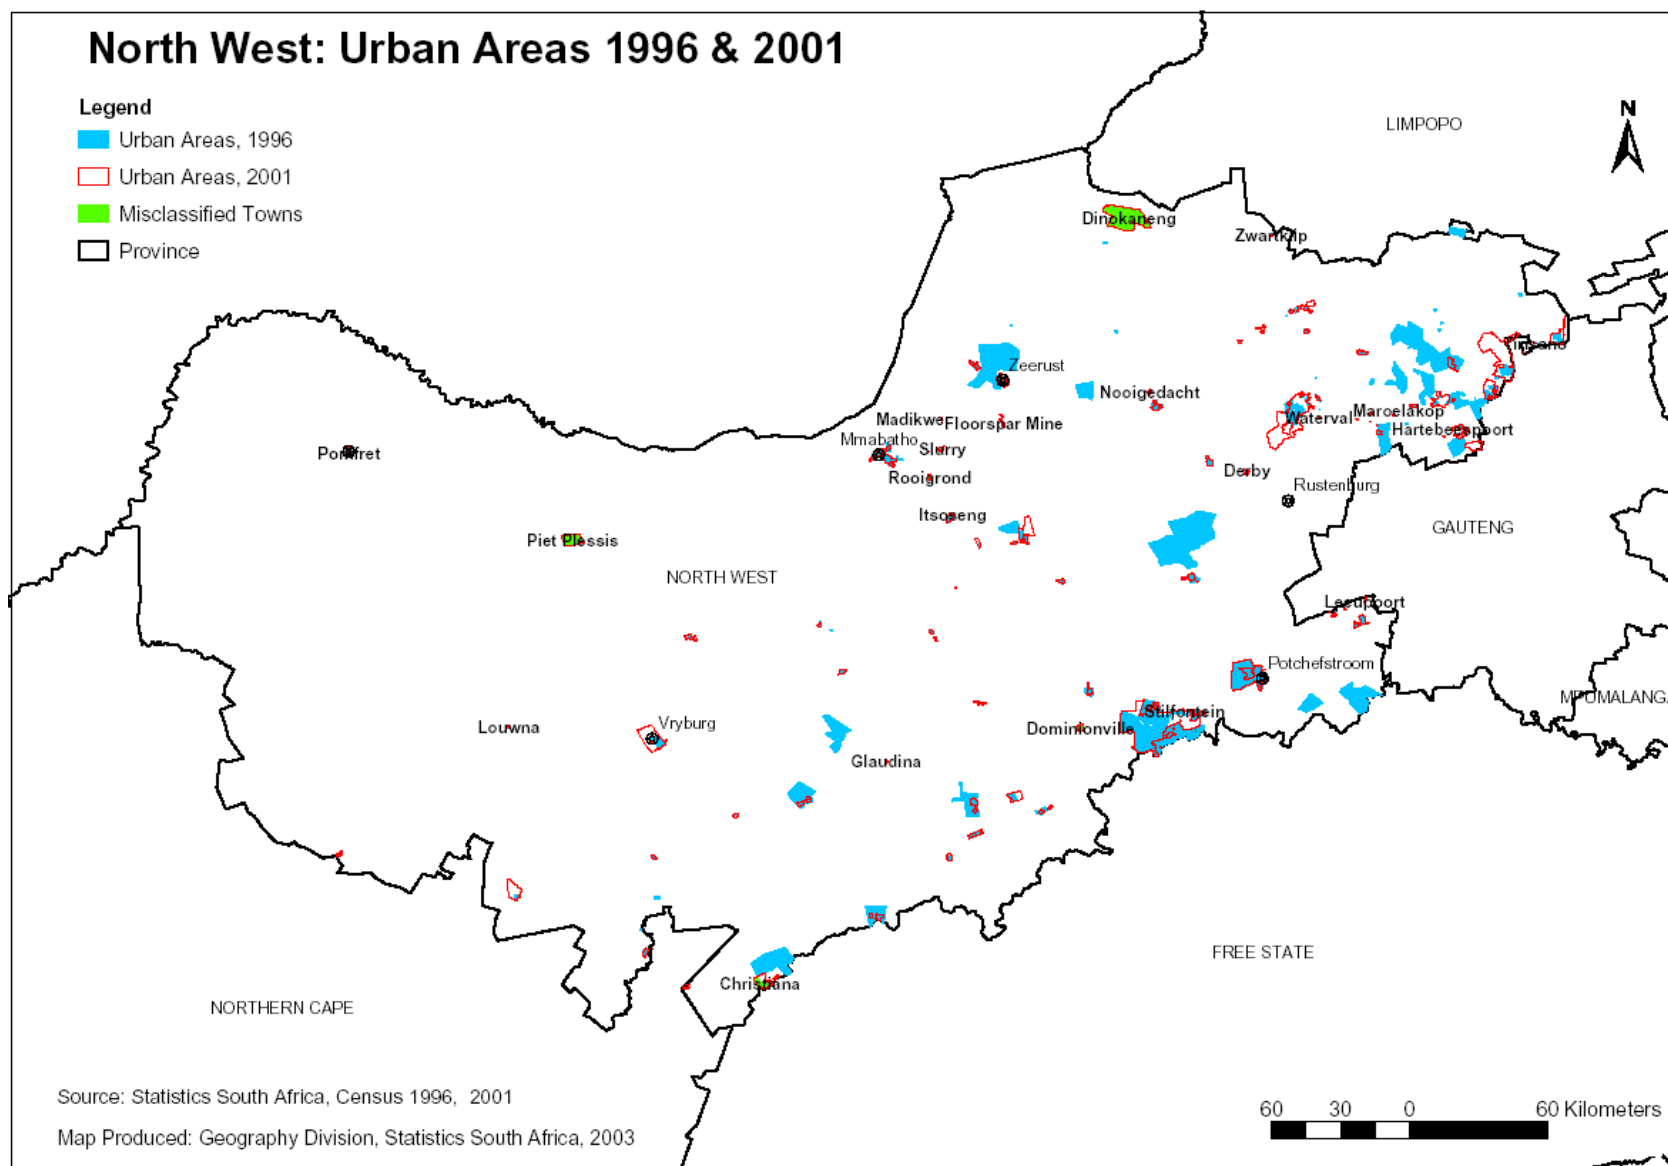 North West: Urban Areas 1996 & 2001
Legend
Urban Areas, 1996
Urban Areas, 2001
Misclassified Towns
Province
N
LIMPOPO
Dinokaneng
Zwartklip
Zeerust
Nooigedacht
Madikwe
Floorspar Mine
Waterval
Maroelakop
Hartebeespoort
Mmabatho
Slurry
Pomfret
Rooigrond
Derby
Rustenburg
Itsoseng
GAUTENG
Piet Plessis
NORTH WEST
Leeupoort
Potchefstroom
MPUMALANGA
Stilfontein
Vryburg
Louwna
Dominionville
Glaudina
FREE STATE
Christiana
NORTHERN CAPE
Source: Statistics South Africa, Census 1996, 2001
60 30 0 60 Kilometers
Map Produced: Geography Division, Statistics South Africa, 2003